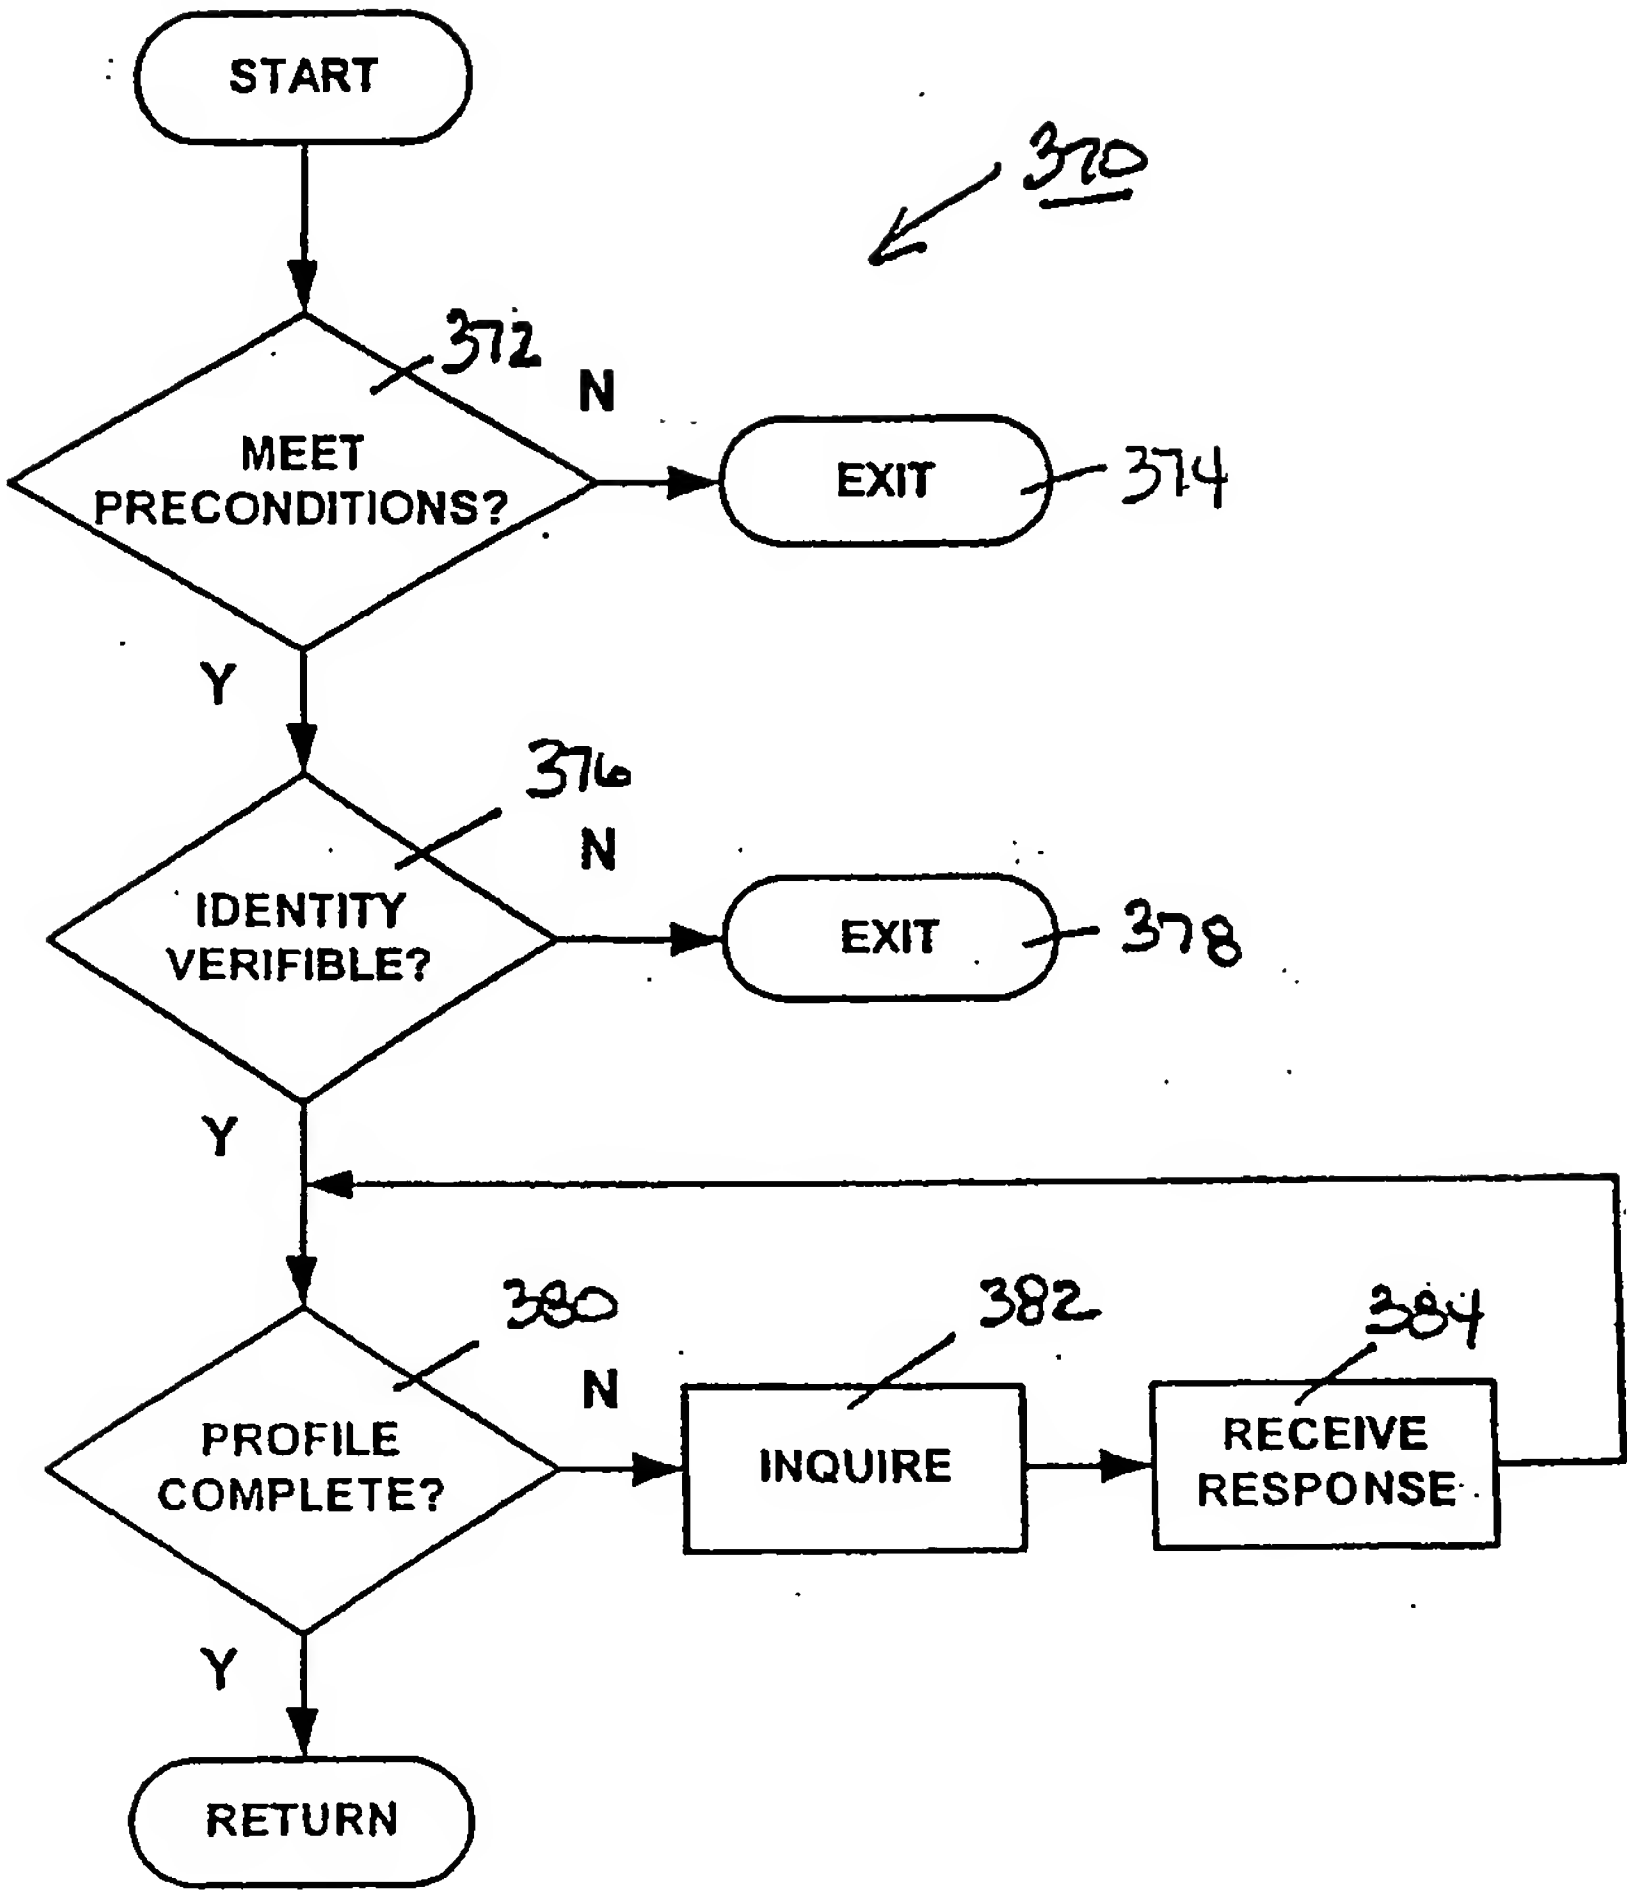 START
370
372
N
MEET
PRECONDITIONS?
EXIT
374
Y
376
N
IDENTITY
VERIFIBLE?
EXIT
378
Y
380
N
382
384
PROFILE
COMPLETE?
INQUIRE
RECEIVE
RESPONSE
Y
RETURN